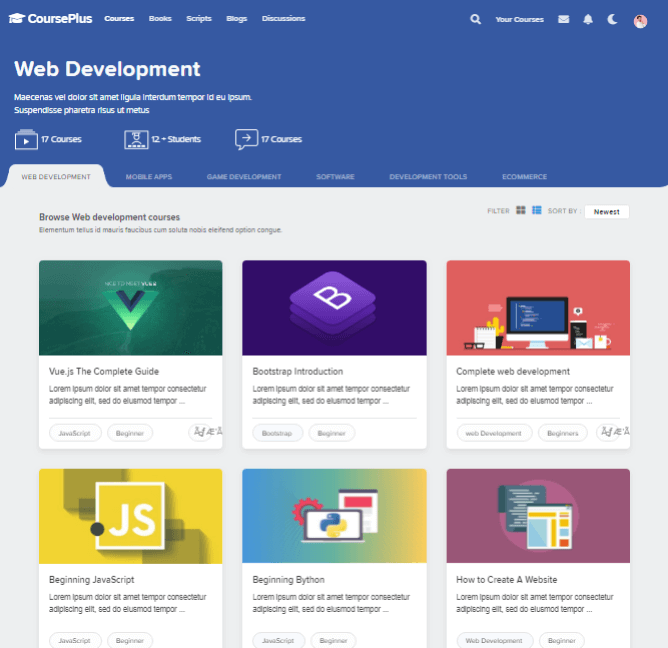 CoursePlus Courses Books Scripts Blogs Discussions Your Courses
Web Development
Maecenas vel dolor sit amet ligula interdum tempor id eu ipsum.
Suspendisse pharetra risus ut metus
17 Courses 12 + Students 17 Courses
WEB DEVELOPMENT MOBILE APPS GAME DEVELOPMENT SOFTWARE DEVELOPMENT TOOLS ECOMMERCE
Browse Web development courses
FILTER SORT BY : Newest
Elementum tellus id mauris faucibus cum soluta nobis eleifend option congue.
NICE TO MEET VUE.JS
Vue.js The Complete Guide
Lorem ipsum dolor sit amet tempor consectetur
adipiscing elit, sed do eiusmod tempor ...
JavaScript Beginner
B
Bootstrap Introduction
Lorem ipsum dolor sit amet tempor consectetur
adipiscing elit, sed do eiusmod tempor ...
Bootstrap Beginner
Complete web development
Lorem ipsum dolor sit amet tempor consectetur
adipiscing elit, sed do eiusmod tempor ...
web Development Beginners
JS
Beginning JavaScript
Lorem ipsum dolor sit amet tempor consectetur
adipiscing elit, sed do eiusmod tempor ...
JavaScript Beginner
Beginning Bython
Lorem ipsum dolor sit amet tempor consectetur
adipiscing elit, sed do eiusmod tempor ...
JavaScript Beginner
How to Create A Website
Lorem ipsum dolor sit amet tempor consectetur
adipiscing elit, sed do eiusmod tempor ...
Web Development Beginner